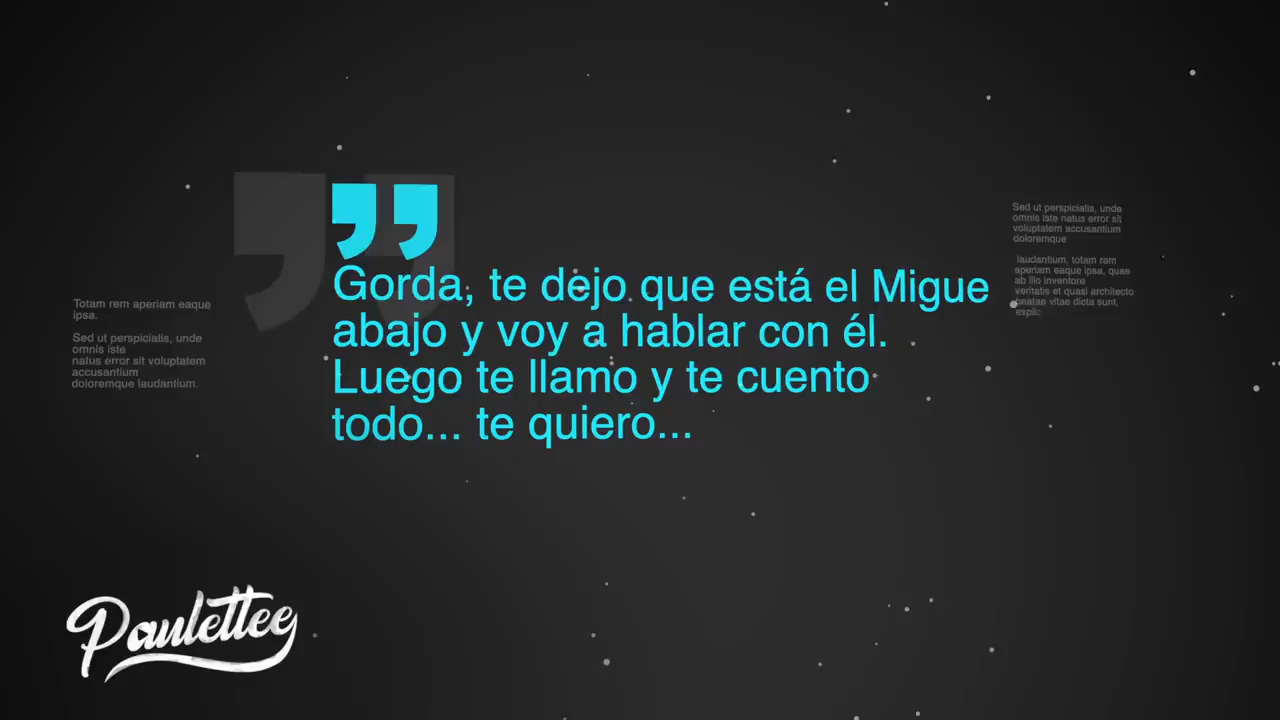 Gorda, te dejo que está el Migue
abajo y voy a hablar con él.
Luego te llamo y te cuento
todo... te quiero...
Totam rem aperiam eaque
ipsa.
Sed ut perspiciatis, unde
omnis iste
natus error sit voluptatem
accusantium
doloremque laudantium.
Sed ut perspiciatis, unde
omnis iste natus error sit
voluptatem accusantium
doloremque
laudantium, totam rem
aperiam eaque ipsa, quae
ab illo inventore
veritatis et quasi architecto
beatae vitae dicta sunt,
explic
Paulettee